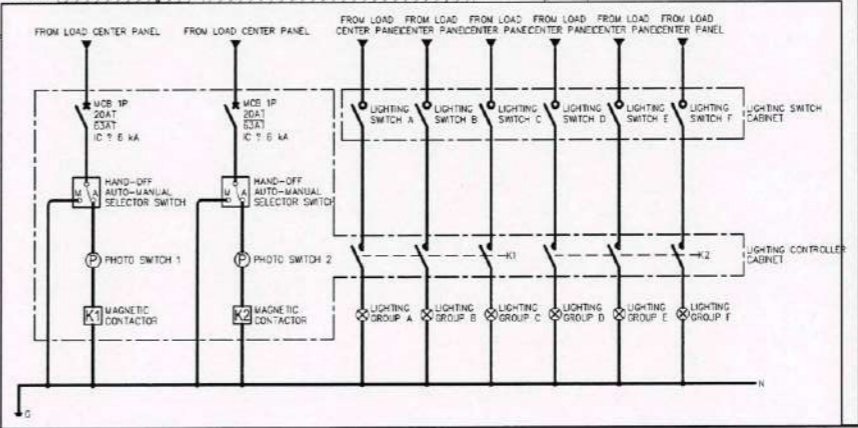 FROM LOAD CENTER PANEL
FROM LOAD CENTER PANEL
FROM LOAD
CENTER PANEL
FROM LOAD
CENTER PANEL
FROM LOAD
CENTER PANEL
FROM LOAD
CENTER PANEL
FROM LOAD
CENTER PANEL
FROM LOAD
CENTER PANEL
MCB 1P
20AT
63AT
IC ? 6 kA
MCB 1P
20AT
63AT
IC ? 6 kA
LIGHTING
SWITCH A
LIGHTING
SWITCH B
LIGHTING
SWITCH C
LIGHTING
SWITCH D
LIGHTING
SWITCH E
LIGHTING
SWITCH F
LIGHTING SWITCH
CABINET
M A
HAND-OFF
AUTO-MANUAL
SELECTOR SWITCH
M A
HAND-OFF
AUTO-MANUAL
SELECTOR SWITCH
P PHOTO SWITCH 1
P PHOTO SWITCH 2
K1
K2
LIGHTING CONTROLLER
CABINET
K1 MAGNETIC
CONTACTOR
K2 MAGNETIC
CONTACTOR
LIGHTING
GROUP A
LIGHTING
GROUP B
LIGHTING
GROUP C
LIGHTING
GROUP D
LIGHTING
GROUP E
LIGHTING
GROUP F
N
G